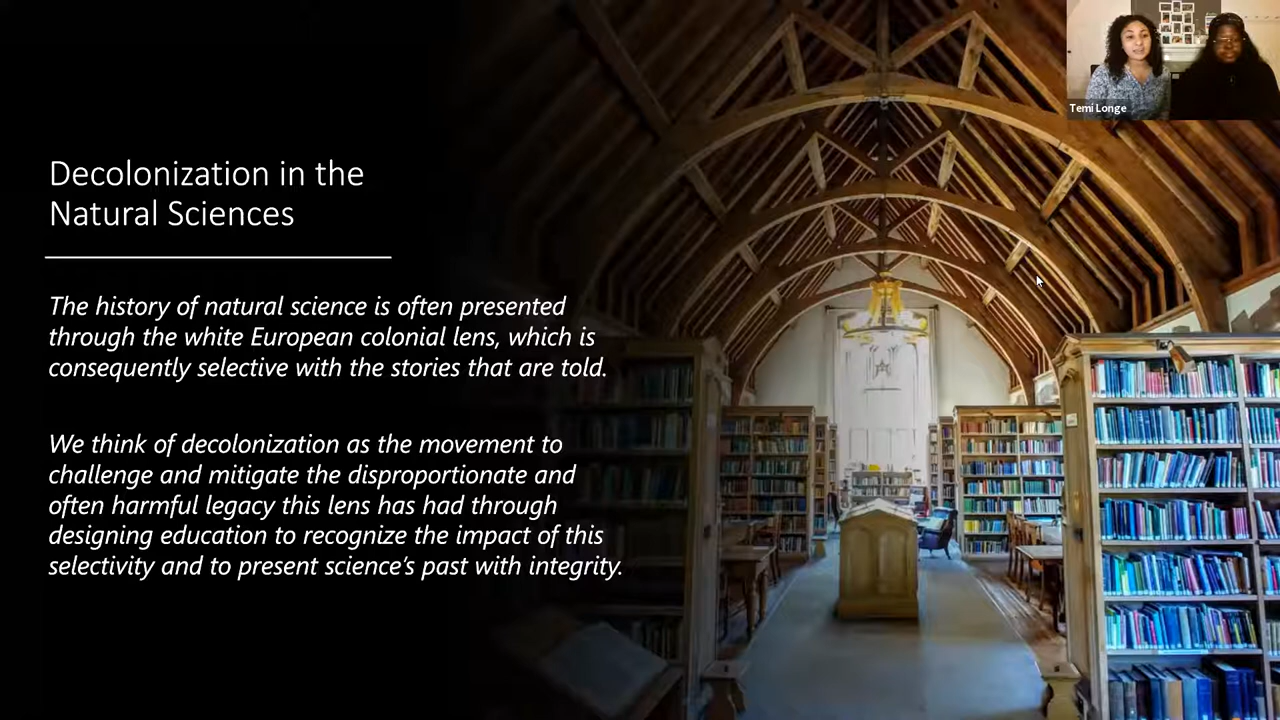 Temi Longe
Decolonization in the
Natural Sciences
The history of natural science is often presented
through the white European colonial lens, which is
consequently selective with the stories that are told.
We think of decolonization as the movement to
challenge and mitigate the disproportionate and
often harmful legacy this lens has had through
designing education to recognize the impact of this
selectivity and to present science’s past with integrity.